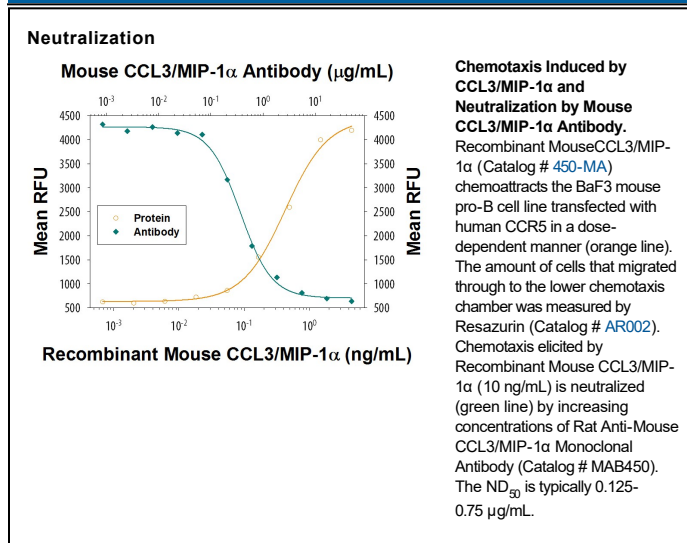 Neutralization
Mouse CCL3/MIP-1α Antibody (µg/mL)
10⁻³ 10⁻² 10⁻¹ 10⁰ 10¹
4500 4500
4000 4000
3500 3500
3000 3000
2500 2500
2000 2000
1500 1500
1000 1000
500 500
Mean RFU
Mean RFU
Protein
Antibody
10⁻³ 10⁻² 10⁻¹ 10⁰
Recombinant Mouse CCL3/MIP-1α (ng/mL)
Chemotaxis Induced by
CCL3/MIP-1α and
Neutralization by Mouse
CCL3/MIP-1α Antibody.
Recombinant MouseCCL3/MIP-
1α (Catalog # 450-MA)
chemoattracts the BaF3 mouse
pro-B cell line transfected with
human CCR5 in a dose-
dependent manner (orange line).
The amount of cells that migrated
through to the lower chemotaxis
chamber was measured by
Resazurin (Catalog # AR002).
Chemotaxis elicited by
Recombinant Mouse CCL3/MIP-
1α (10 ng/mL) is neutralized
(green line) by increasing
concentrations of Rat Anti-Mouse
CCL3/MIP-1α Monoclonal
Antibody (Catalog # MAB450).
The ND₅₀ is typically 0.125-
0.75 µg/mL.